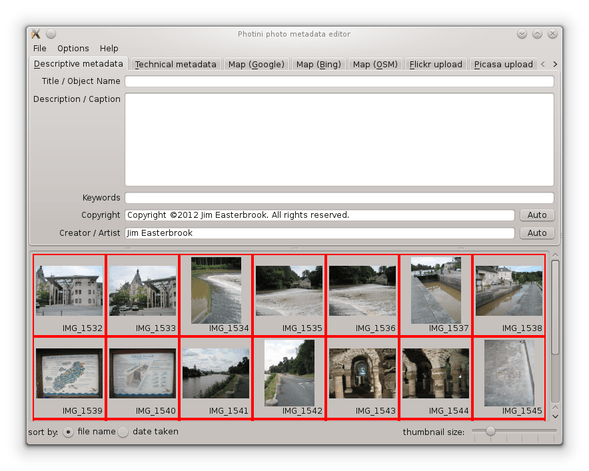 Photini photo metadata editor
File Options Help
Descriptive metadata Technical metadata Map (Google) Map (Bing) Map (OSM) Flickr upload Picasa upload
Title / Object Name
Description / Caption
Keywords
Copyright Copyright ©2012 Jim Easterbrook. All rights reserved. Auto
Creator / Artist Jim Easterbrook Auto
IMG_1532 IMG_1533 IMG_1534 IMG_1535 IMG_1536 IMG_1537 IMG_1538
IMG_1539 IMG_1540 IMG_1541 IMG_1542 IMG_1543 IMG_1544 IMG_1545
sort by: file name date taken thumbnail size: